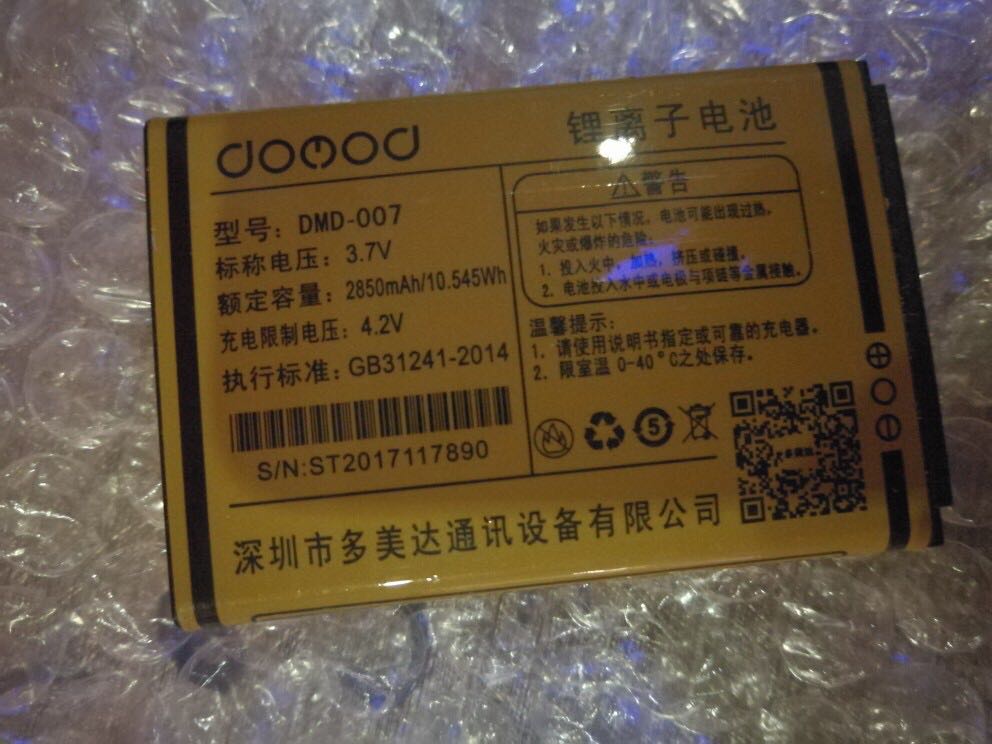 domod
锂离子电池
型号: DMD-007
标称电压: 3.7V
额定容量: 2850mAh/10.545Wh
充电限制电压: 4.2V
执行标准: GB31241-2014
S/N:ST2017117890
警告
如果发生以下情况, 电池可能出现过热,
火灾或爆炸的危险:
1. 投入火中, 加热, 挤压或碰撞,
2. 电池投入水中或电极与项链等金属接触。
温馨提示:
1. 请使用说明书指定或可靠的充电器。
2. 限室温 0-40°C之处保存。
5
深圳市多美达通讯设备有限公司